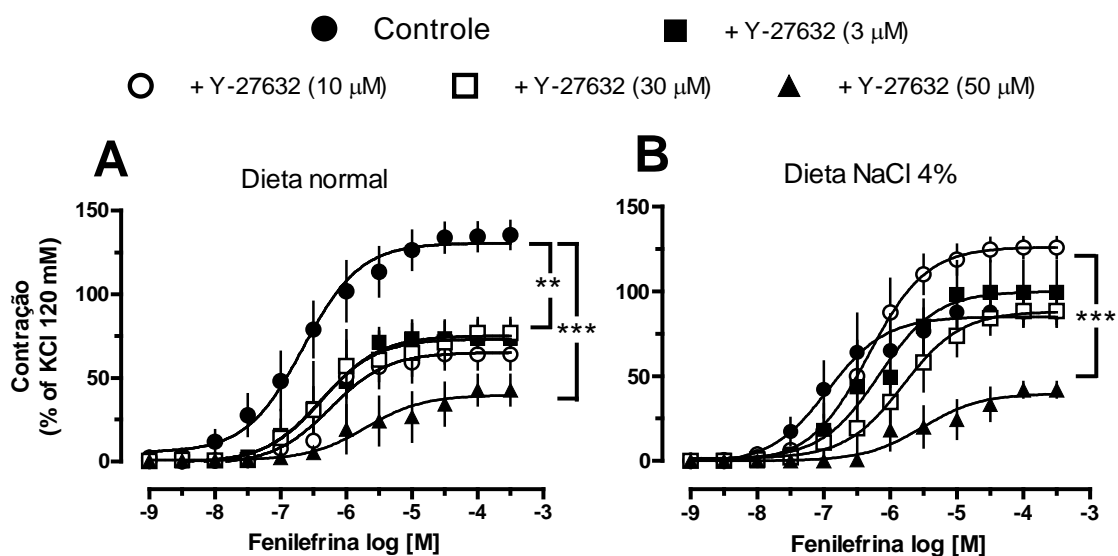 Controle
+ Y-27632 (3 µM)
+ Y-27632 (10 µM)
+ Y-27632 (30 µM)
+ Y-27632 (50 µM)
A
Dieta normal
Contração
(% of KCl 120 mM)
150
100
50
0
**
***
-9 -8 -7 -6 -5 -4 -3
Fenilefrina log [M]
B
Dieta NaCl 4%
150
100
50
0
***
-9 -8 -7 -6 -5 -4 -3
Fenilefrina log [M]